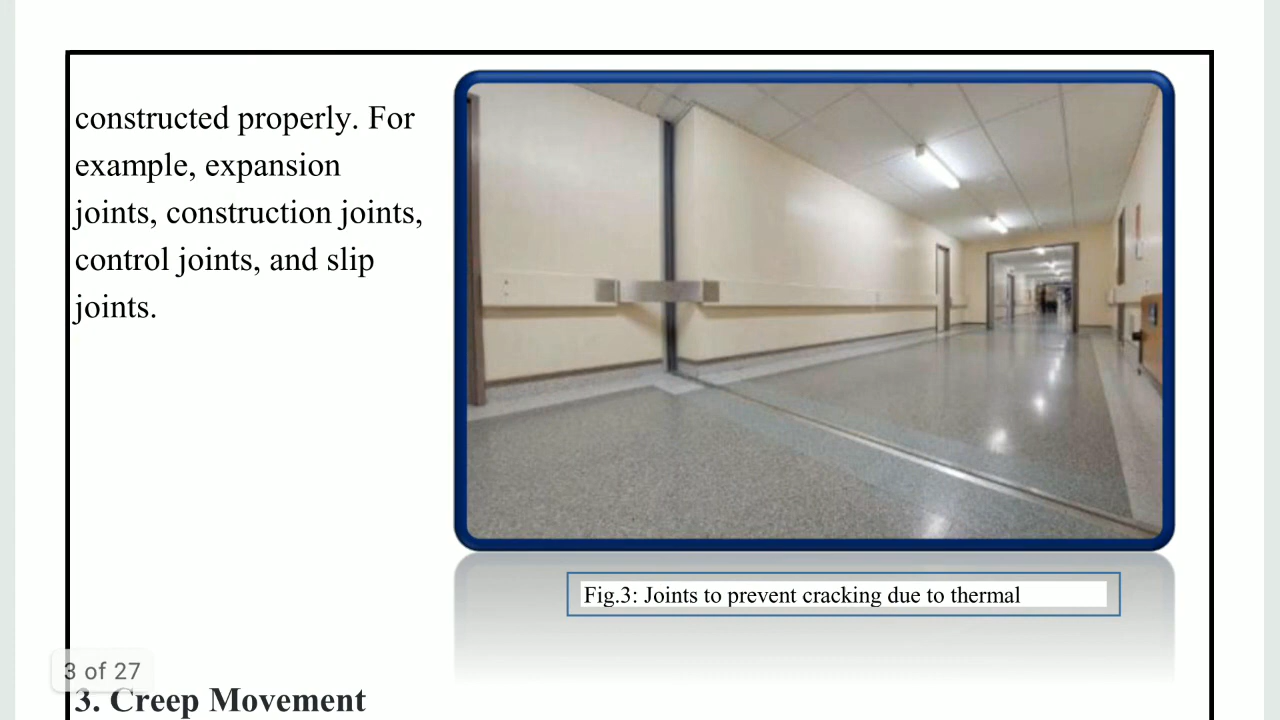 constructed properly. For
example, expansion
joints, construction joints,
control joints, and slip
joints.
Fig.3: Joints to prevent cracking due to thermal
3 of 27
3. Creep Movement